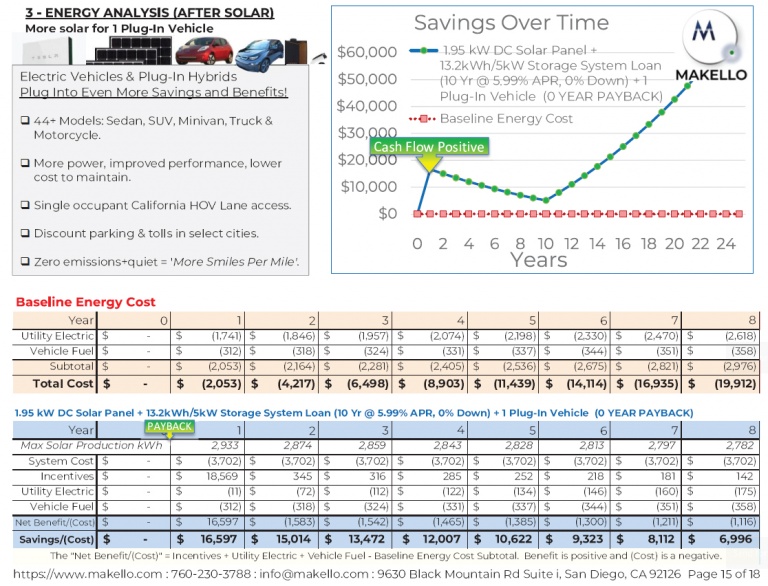 3 - ENERGY ANALYSIS (AFTER SOLAR)
More solar for 1 Plug-In Vehicle
Electric Vehicles & Plug-In Hybrids
Plug Into Even More Savings and Benefits!
❑ 44+ Models: Sedan, SUV, Minivan, Truck &
Motorcycle.
❑ More power, improved performance, lower
cost to maintain.
❑ Single occupant California HOV Lane access.
❑ Discount parking & tolls in select cities.
❑ Zero emissions+quiet = 'More Smiles Per Mile'.
Savings Over Time
M
MAKELLO
$60,000
$50,000
$40,000
$30,000
$20,000
$10,000
$0
1.95 kW DC Solar Panel +
13.2kWh/5kW Storage System Loan
(10 Yr @ 5.99% APR, 0% Down) + 1
Plug-In Vehicle (0 YEAR PAYBACK)
Baseline Energy Cost
Cash Flow Positive
0 2 4 6 8 10 12 14 16 18 20 22 24
Years
Baseline Energy Cost
Year 0 1 2 3 4 5 6 7 8
Utility Electric $ - $ (1,741) $ (1,846) $ (1,957) $ (2,074) $ (2,198) $ (2,330) $ (2,470) $ (2,618)
Vehicle Fuel $ - $ (312) $ (318) $ (324) $ (331) $ (337) $ (344) $ (351) $ (358)
Subtotal $ - $ (2,053) $ (2,164) $ (2,281) $ (2,405) $ (2,536) $ (2,675) $ (2,821) $ (2,976)
Total Cost $ - $ (2,053) $ (4,217) $ (6,498) $ (8,903) $ (11,439) $ (14,114) $ (16,935) $ (19,912)
1.95 kW DC Solar Panel + 13.2kWh/5kW Storage System Loan (10 Yr @ 5.99% APR, 0% Down) + 1 Plug-In Vehicle (0 YEAR PAYBACK)
PAYBACK
Year 1 2 3 4 5 6 7 8
Max Solar Production kWh 2,933 2,874 2,859 2,844 2,828 2,813 2,797 2,782
System Cost $ - $ (3,702) $ (3,702) $ (3,702) $ (3,702) $ (3,702) $ (3,702) $ (3,702) $ (3,702)
Incentives $ - $ 18,569 $ 345 $ 316 $ 285 $ 252 $ 218 $ 181 $ 142
Utility Electric $ - $ (11) $ (72) $ (112) $ (122) $ (134) $ (146) $ (160) $ (175)
Vehicle Fuel $ - $ (312) $ (318) $ (324) $ (331) $ (337) $ (344) $ (351) $ (358)
Net Benefit/(Cost) $ - $ 16,597 $ (1,583) $ (1,542) $ (1,465) $ (1,385) $ (1,300) $ (1,211) $ (1,116)
Savings/(Cost) $ - $ 16,597 $ 15,014 $ 13,472 $ 12,007 $ 10,622 $ 9,323 $ 8,112 $ 6,996
The "Net Benefit/(Cost)" = Incentives + Utility Electric + Vehicle Fuel - Baseline Energy Cost Subtotal. Benefit is positive and (Cost) is a negative.
https://www.makello.com : 760-230-3788 : info@makello.com : 9630 Black Mountain Rd Suite i, San Diego, CA 92126 Page 15 of 18